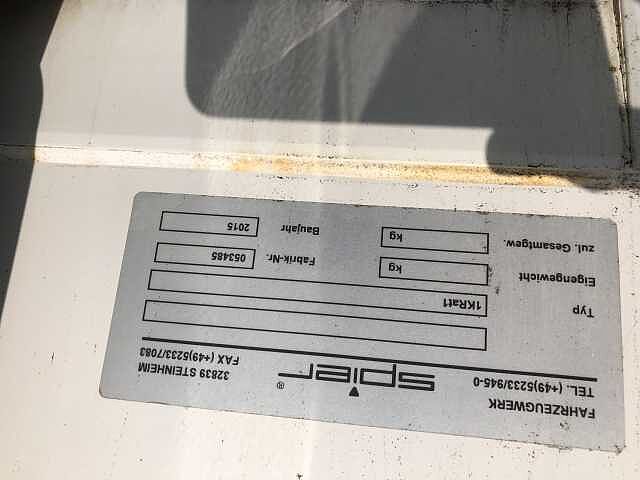 FAHRZEUGWERK
TEL. (+49)5233/945-0
spier®
32839 STEINHEIM
FAX (+49)5233/7083
Typ 1KRat1
Eigengewicht kg Fabrik-Nr. 053485
zul. Gesamtgew. kg Baujahr 2015